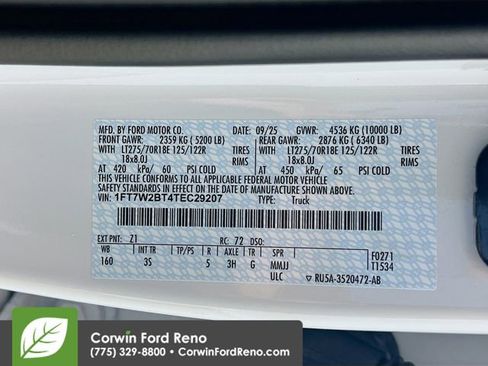 MFD. BY FORD MOTOR CO. 09/25 GVWR: 4536 KG (10000 LB)
FRONT GAWR: 2359 KG ( 5200 LB) REAR GAWR: 2876 KG ( 6340 LB)
LT275/70R18E 125/122R TIRES LT275/70R18E 125/122R TIRES
18x8.0J RIMS 18x8.0J RIMS
AT 420 kPa/ 60 PSI COLD AT 450 kPa/ 65 PSI COLD
THIS VEHICLE CONFORMS TO ALL APPLICABLE FEDERAL MOTOR VEHICLE SAFETY STANDARDS IN EFFECT ON THE DATE OF MANUFACTURE SHOWN ABOVE.
VIN: 1FT7W2BT4TEC29207 TYPE: Truck
EXT PNT: Z1 RC: 72 DSO:
WB INT TR TP/PS R AXLE TR SPR F0271
160 3S 5 3H G MMJJ T1534
ULC RU5A-3520472-AB
Corwin Ford Reno
(775) 329-8800 • CorwinFordReno.com